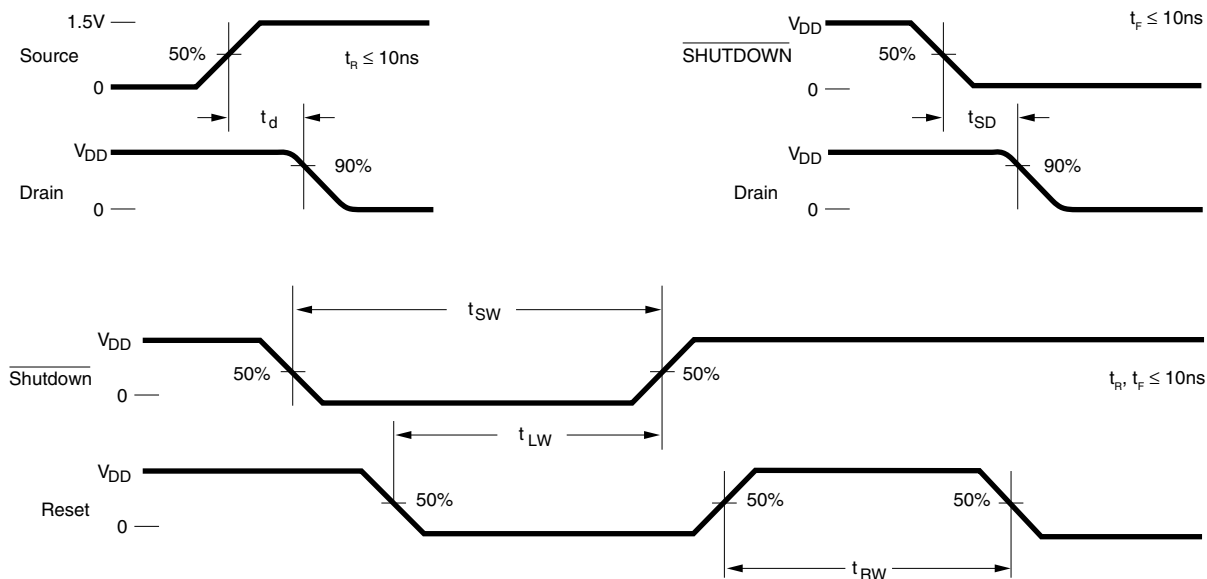 1.5V
Source
50%
t_R ≤ 10ns
0
t_d
V_DD
90%
Drain
0
V_DD
t_F ≤ 10ns
SHUTDOWN
50%
0
t_SD
V_DD
90%
Drain
0
t_SW
V_DD
Shutdown
50%
50%
t_R, t_F ≤ 10ns
0
t_LW
V_DD
Reset
50%
50%
50%
0
t_RW